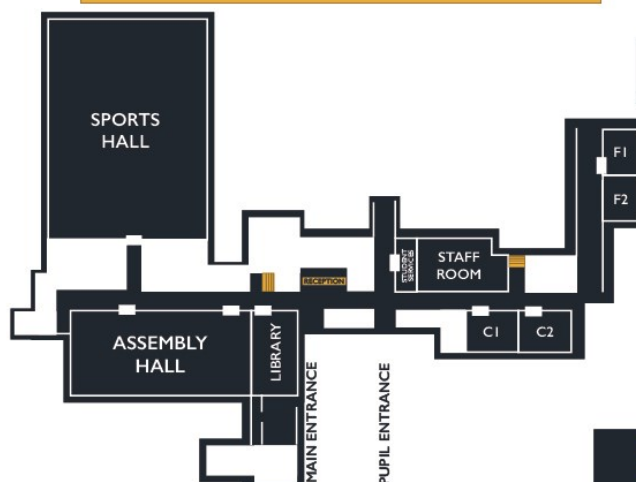 SPORTS
HALL
F1
F2
STUDENT
SERVICES
STAFF
ROOM
RECEPTION
ASSEMBLY
HALL
LIBRARY
C1
C2
MAIN ENTRANCE
PUPIL ENTRANCE